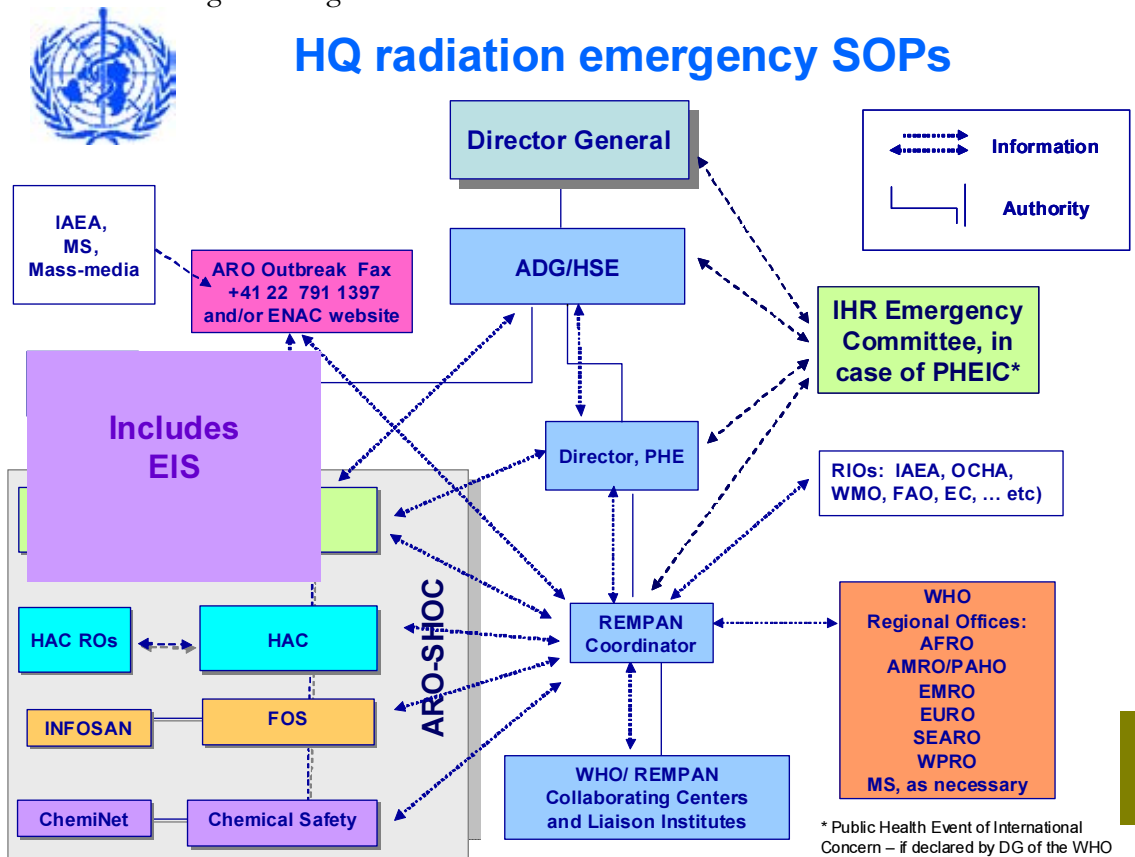 HQ radiation emergency SOPs
Director General
Information
Authority
IAEA,
MS,
Mass-media
ARO Outbreak Fax
+41 22 791 1397
and/or ENAC website
ADG/HSE
IHR Emergency
Committee, in
case of PHEIC*
Includes
EIS
Director, PHE
RIOs: IAEA, OCHA,
WMO, FAO, EC, … etc)
ARO-SHOC
HAC ROs
HAC
REMPAN
Coordinator
WHO
Regional Offices:
AFRO
AMRO/PAHO
EMRO
EURO
SEARO
WPRO
MS, as necessary
INFOSAN
FOS
ChemiNet
Chemical Safety
WHO/ REMPAN
Collaborating Centers
and Liaison Institutes
* Public Health Event of International
Concern – if declared by DG of the WHO